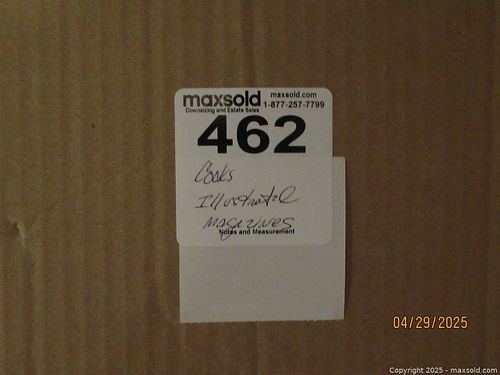 maxsold maxsold.com
Downsizing and Estate Sales 1-877-257-7799
462
Cooks
Illustrated
Magazines
Notes and Measurement
04/29/2025
Copyright 2025 - maxsold.com